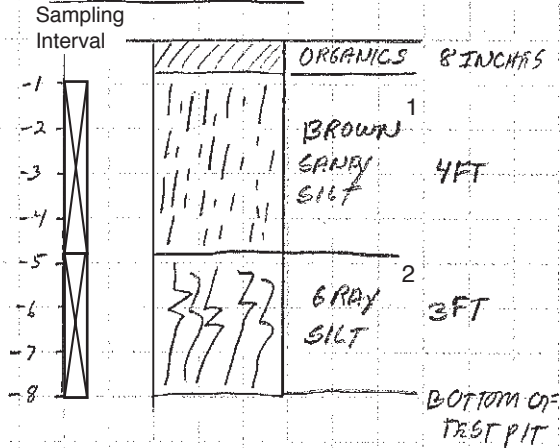 Sampling
Interval
ORGANICS 8 INCHES
-1
1
-2
BROWN
SANDY
-3
4FT
SILT
-4
-5
2
GRAY
-6
3FT
SILT
-7
-8
BOTTOM OF
TEST PIT